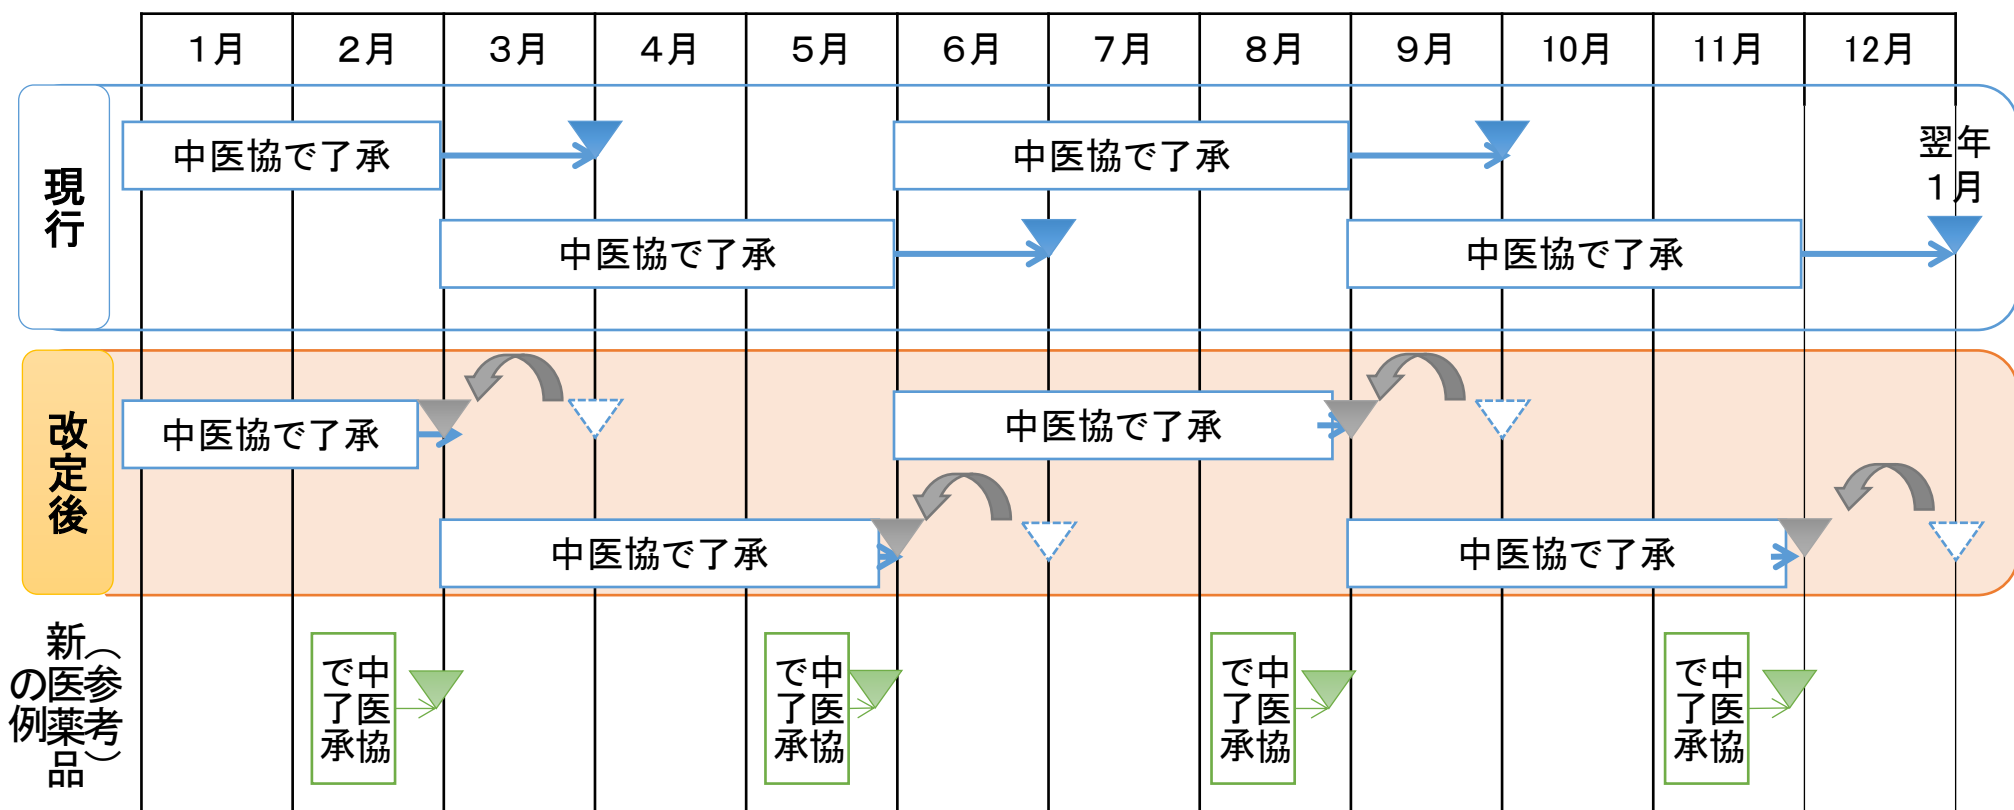 １月 ２月 ３月 ４月 ５月 ６月 ７月 ８月 ９月 10月 11月 12月
現行
中医協で了承
中医協で了承
翌年
１月
中医協で了承
中医協で了承
改定後
中医協で了承
中医協で了承
中医協で了承
中医協で了承
（参考）
新医薬品
の例
中医協
で了承
中医協
で了承
中医協
で了承
中医協
で了承